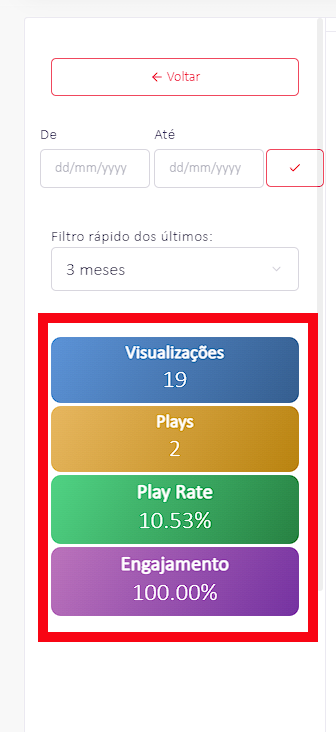 ← Voltar
De Até
dd/mm/yyyy dd/mm/yyyy
Filtro rápido dos últimos:
3 meses
Visualizações
19
Plays
2
Play Rate
10.53%
Engajamento
100.00%